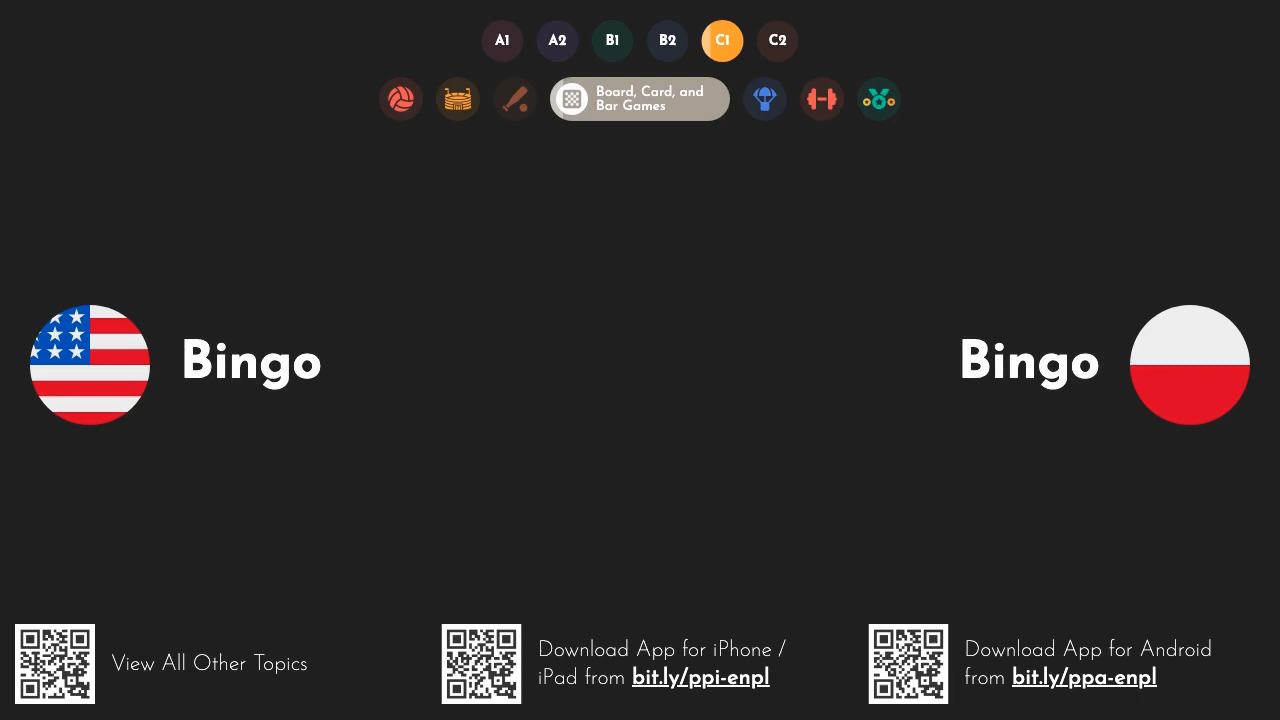 A1 A2 B1 B2 C1 C2
Board, Card, and
Bar Games
Bingo
Bingo
View All Other Topics
Download App for iPhone /
iPad from bit.ly/ppi-enpl
Download App for Android
from bit.ly/ppa-enpl